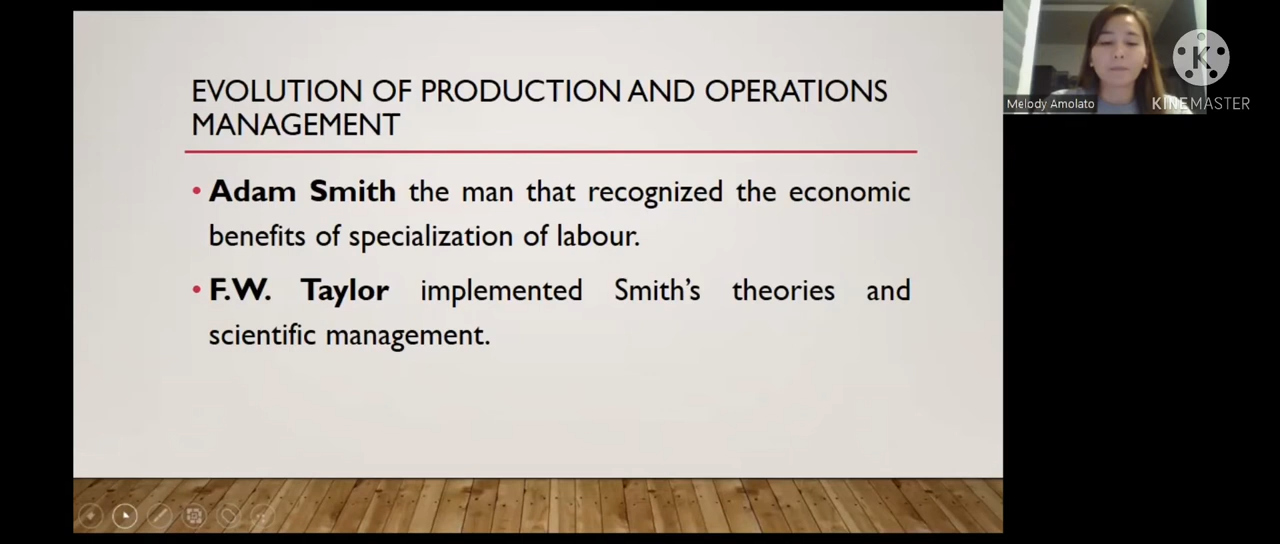 EVOLUTION OF PRODUCTION AND OPERATIONS
MANAGEMENT
• Adam Smith the man that recognized the economic
benefits of specialization of labour.
• F.W. Taylor implemented Smith's theories and
scientific management.
Melody Amolato
K
KINEMASTER